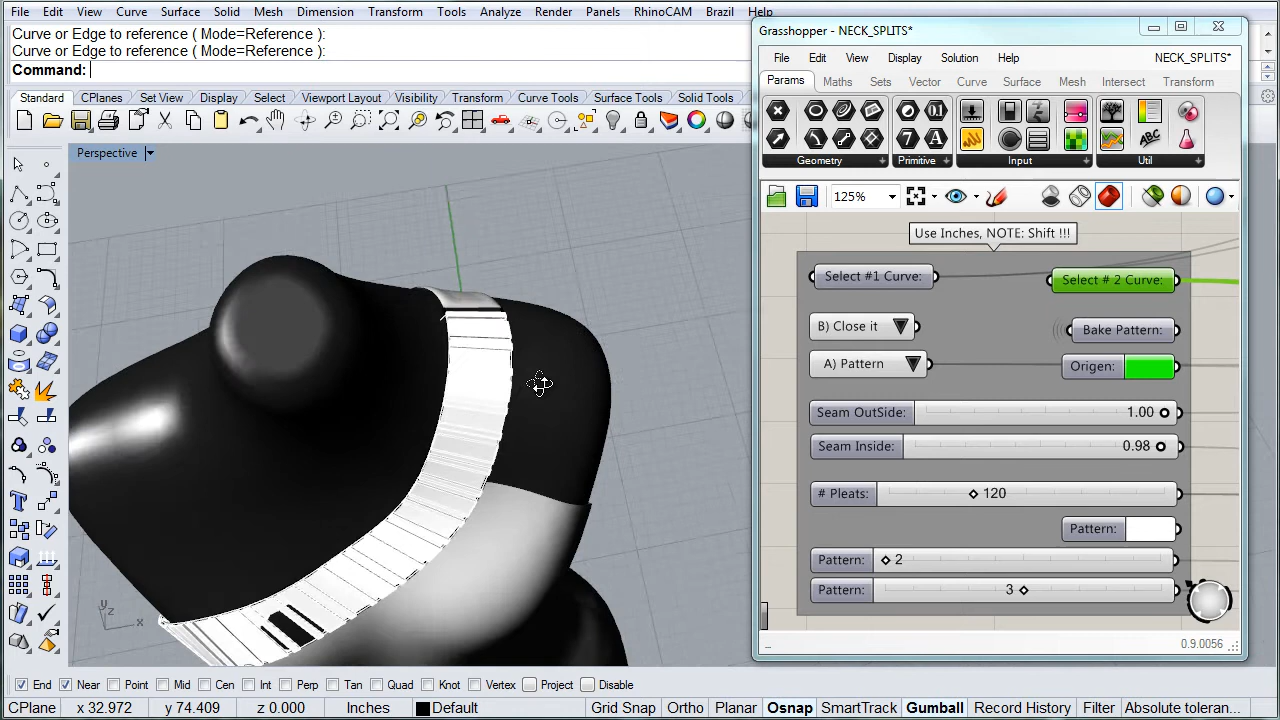 File Edit View Curve Surface Solid Mesh Dimension Transform Tools Analyze Render Panels RhinoCAM Brazil Help
Curve or Edge to reference ( Mode=Reference ):
Curve or Edge to reference ( Mode=Reference ):
Command:
Standard CPlanes Set View Display Select Viewport Layout Visibility Transform Curve Tools Surface Tools Solid Tools
Perspective
Grasshopper - NECK_SPLITS*
File Edit View Display Solution Help NECK_SPLITS*
Params Maths Sets Vector Curve Surface Mesh Intersect Transform
Geometry Primitive Input Util
125%
Use Inches, NOTE: Shift !!!
Select #1 Curve: Select # 2 Curve:
B) Close it Bake Pattern:
A) Pattern Origen:
Seam OutSide: 1.00
Seam Inside: 0.98
# Pleats: 120
Pattern:
Pattern: 2
Pattern: 3
0.9.0056
z
y
x
End Near Point Mid Cen Int Perp Tan Quad Knot Vertex Project Disable
CPlane x 32.972 y 74.409 z 0.000 Inches Default Grid Snap Ortho Planar Osnap SmartTrack Gumball Record History Filter Absolute toleran...